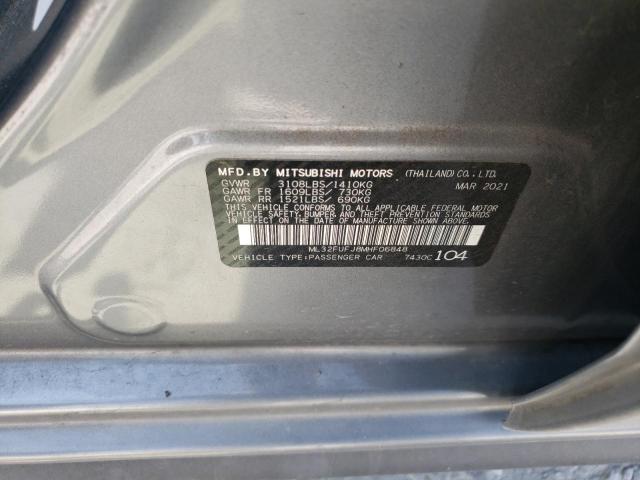 MFD.BY MITSUBISHI MOTORS (THAILAND) CO.,LTD.
GVWR 3108LBS/1410KG MAR 2021
GAWR FR 1609LBS/ 730KG
GAWR RR 1521LBS/ 690KG
THIS VEHICLE CONFORMS TO ALL APPLICABLE FEDERAL MOTOR
VEHICLE SAFETY,BUMPER, AND THEFT PREVENTION STANDARDS
IN EFFECT ON THE DATE OF MANUFACTURE SHOWN ABOVE.
ML32FUFJ8MHF06848
VEHICLE TYPE:PASSENGER CAR 7430C 104